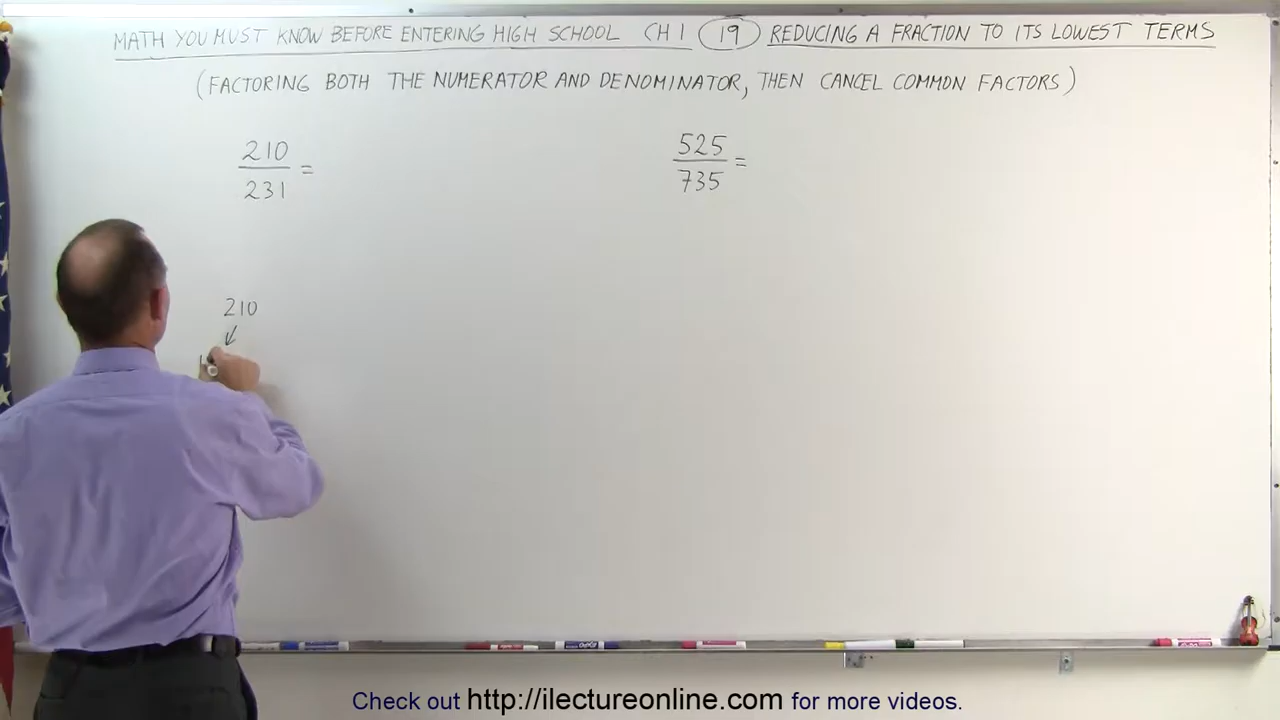 MATH YOU MUST KNOW BEFORE ENTERING HIGH SCHOOL CH 1 19 REDUCING A FRACTION TO ITS LOWEST TERMS
(FACTORING BOTH THE NUMERATOR AND DENOMINATOR, THEN CANCEL COMMON FACTORS)
210
231 =
525
735 =
210
Check out http://ilectureonline.com for more videos.